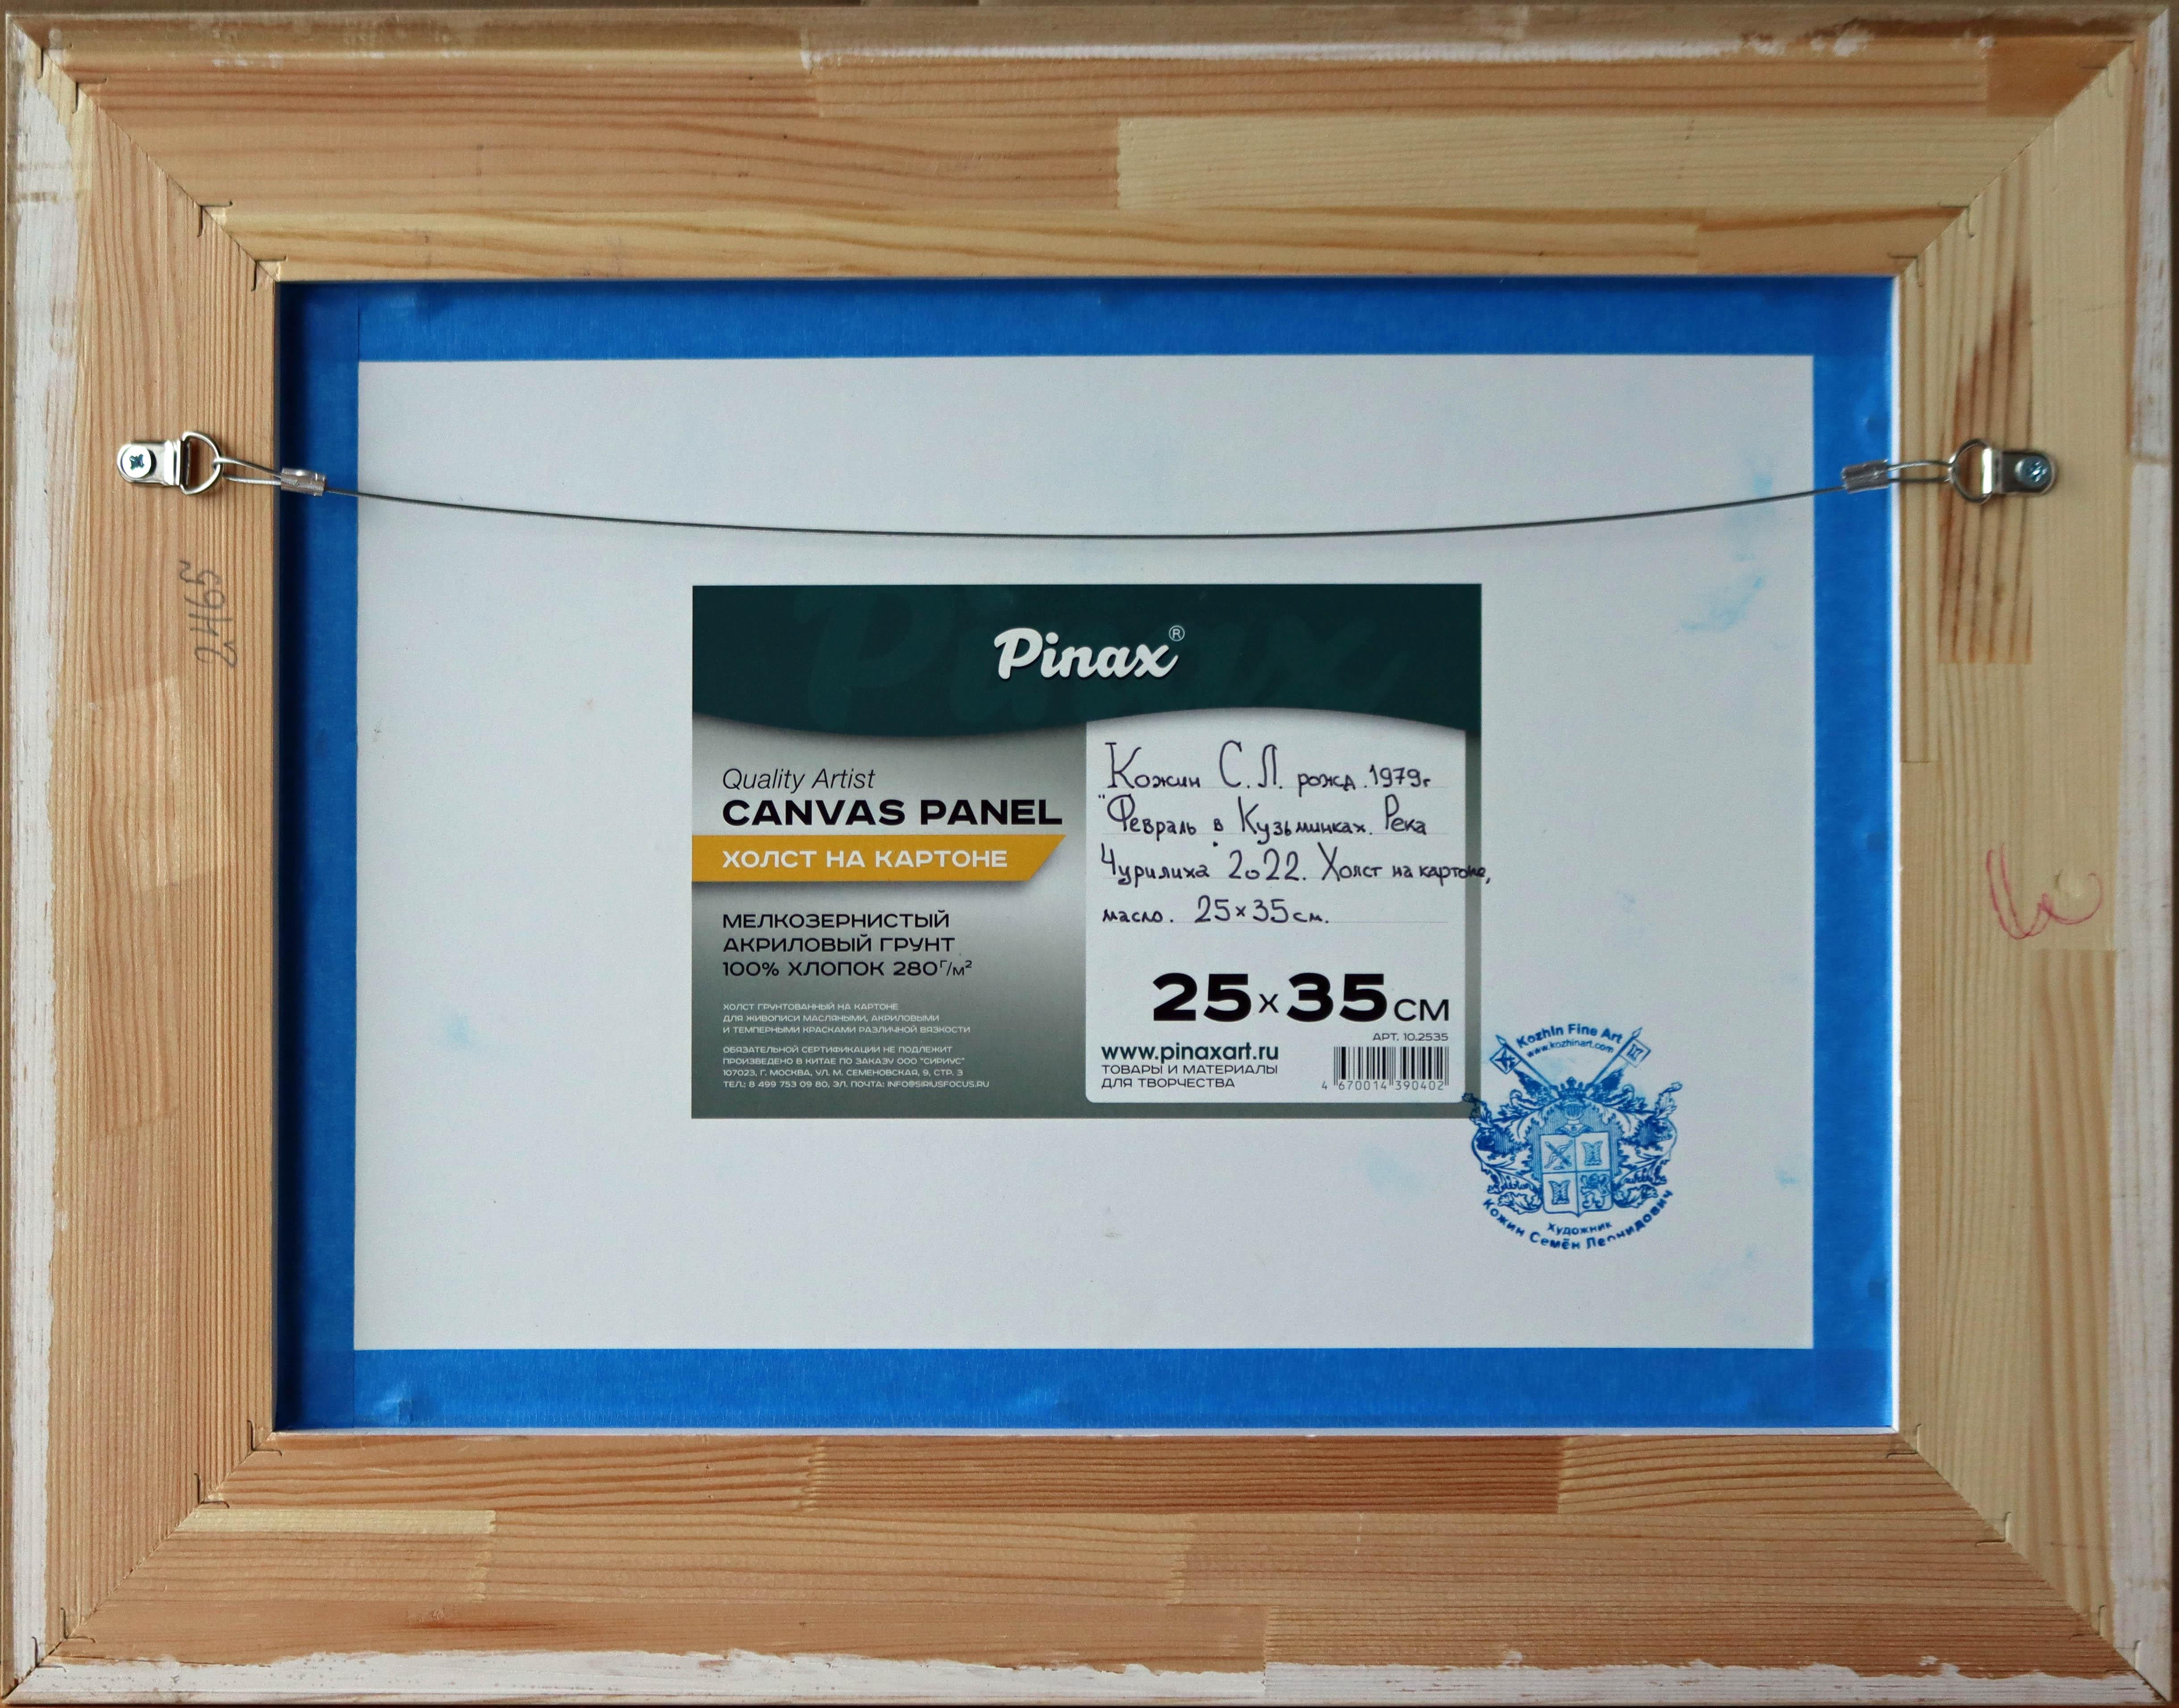 2465
Pinax®
Quality Artist
CANVAS PANEL
ХОЛСТ НА КАРТОНЕ
МЕЛКОЗЕРНИСТЫЙ
АКРИЛОВЫЙ ГРУНТ
100% ХЛОПОК 280г/м²
ХОЛСТ ГРУНТОВАННЫЙ НА КАРТОНЕ
ДЛЯ ЖИВОПИСИ МАСЛЯНЫМИ, АКРИЛОВЫМИ
И ТЕМПЕРНЫМИ КРАСКАМИ РАЗЛИЧНОЙ ВЯЗКОСТИ
ОБЯЗАТЕЛЬНОЙ СЕРТИФИКАЦИИ НЕ ПОДЛЕЖИТ
ПРОИЗВЕДЕНО В КИТАЕ ПО ЗАКАЗУ ООО "СИРИУС"
107023, Г. МОСКВА, УЛ. М. СЕМЕНОВСКАЯ, 9, СТР. 3
ТЕЛ.: 8 499 753 09 80, ЭЛ. ПОЧТА: INFO@SIRIUSFOCUS.RU
Кожин С.Л. рожд. 1979г
"Февраль в Кузьминках. Река
Чурилиха" 2022. Холст на картоне,
масло. 25×35см.
25×35см
АРТ. 10.2535
www.pinaxart.ru
ТОВАРЫ И МАТЕРИАЛЫ
ДЛЯ ТВОРЧЕСТВА
4 670014 390402
Kozhin Fine Art
www.kozhinart.com
Художник
Кожин Семён Леонидович